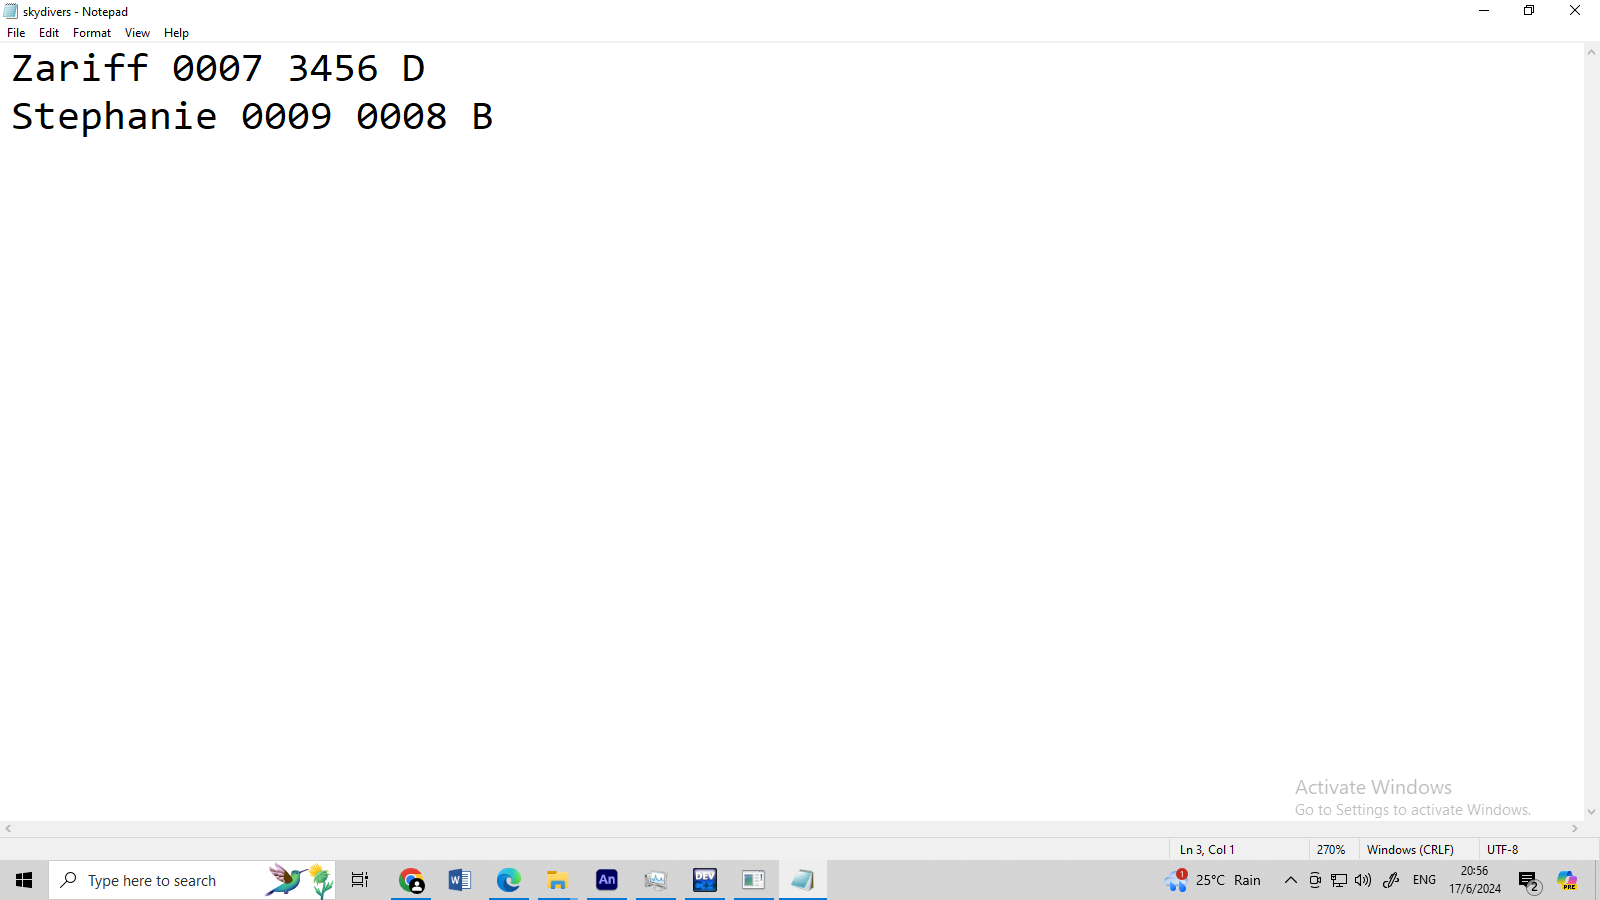 skydivers - Notepad
File Edit Format View Help
Zariff 0007 3456 D
Stephanie 0009 0008 B
Activate Windows
Go to Settings to activate Windows.
Ln 3, Col 1 270% Windows (CRLF) UTF-8
Type here to search
W
An
DEV
1
25°C Rain
ENG
20:56
17/6/2024
2
PRE